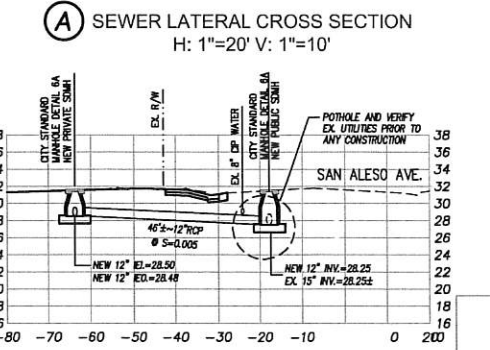 A SEWER LATERAL CROSS SECTION
H: 1"=20' V: 1"=10'
CITY STANDARD
MANHOLE DETAIL 6A
NEW PRIVATE SDMH
EX. R/W
EX. 8" CIP WATER
CITY STANDARD
MANHOLE DETAIL 6A
NEW PUBLIC SDMH
POTHOLE AND VERIFY
EX. UTILITIES PRIOR TO
ANY CONSTRUCTION
SAN ALESO AVE.
46'±~12"RCP
@ S=0.005
NEW 12" IEI.=28.50
NEW 12" IEO.=28.48
NEW 12" INV.=28.25
EX. 15" INV.=28.25±
38
36
34
32
30
28
26
24
22
20
18
16
-80 -70 -60 -50 -40 -30 -20 -10 0